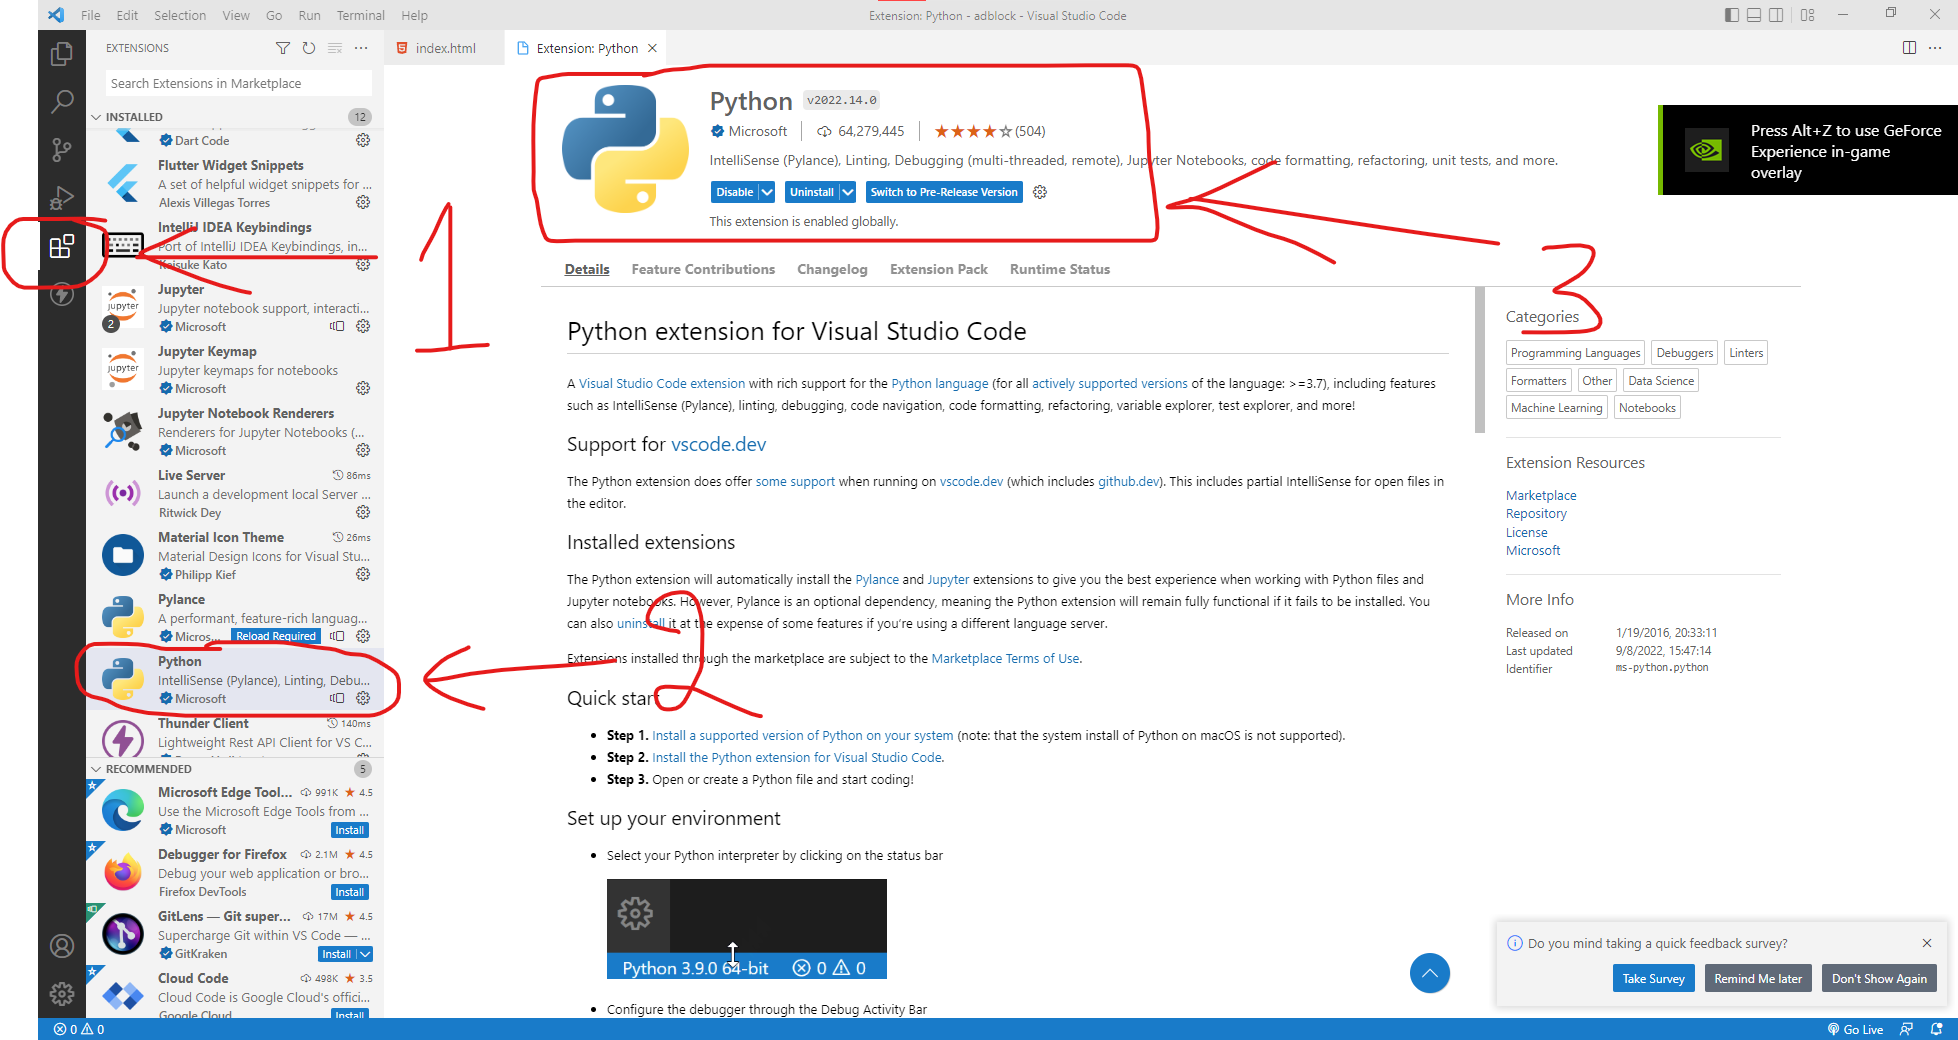 File Edit Selection View Go Run Terminal Help
Extension: Python - adblock - Visual Studio Code
EXTENSIONS
Search Extensions in Marketplace
INSTALLED 12
Dart Code
Flutter Widget Snippets
A set of helpful widget snippets for ...
Alexis Villegas Torres
IntelliJ IDEA Keybindings
Port of IntelliJ IDEA Keybindings, in...
Keisuke Kato
Jupyter
Jupyter notebook support, interacti...
Microsoft
jupyter
2
Jupyter Keymap
Jupyter keymaps for notebooks
Microsoft
jupyter
Jupyter Notebook Renderers
Renderers for Jupyter Notebooks (...
Microsoft
Live Server 86ms
Launch a development local Server ...
Ritwick Dey
Material Icon Theme 26ms
Material Design Icons for Visual Stu...
Philipp Kief
Pylance
A performant, feature-rich languag...
Micros... Reload Required
Python
IntelliSense (Pylance), Linting, Debu...
Microsoft
Thunder Client 140ms
Lightweight Rest API Client for VS C...
RECOMMENDED 5
Microsoft Edge Tool... 991K 4.5
Use the Microsoft Edge Tools from ...
Microsoft Install
Debugger for Firefox 2.1M 4.5
Debug your web application or bro...
Firefox DevTools Install
GitLens — Git super... 17M 4.5
Supercharge Git within VS Code — ...
GitKraken Install
Cloud Code 498K 3.5
Cloud Code is Google Cloud's offici...
Google Cloud Install
index.html
Extension: Python
Python v2022.14.0
Microsoft 64,279,445 (504)
IntelliSense (Pylance), Linting, Debugging (multi-threaded, remote), Jupyter Notebooks, code formatting, refactoring, unit tests, and more.
Disable Uninstall Switch to Pre-Release Version
This extension is enabled globally.
1
2
3
Details Feature Contributions Changelog Extension Pack Runtime Status
Python extension for Visual Studio Code
A Visual Studio Code extension with rich support for the Python language (for all actively supported versions of the language: >=3.7), including features
such as IntelliSense (Pylance), linting, debugging, code navigation, code formatting, refactoring, variable explorer, test explorer, and more!
Support for vscode.dev
The Python extension does offer some support when running on vscode.dev (which includes github.dev). This includes partial IntelliSense for open files in
the editor.
Installed extensions
The Python extension will automatically install the Pylance and Jupyter extensions to give you the best experience when working with Python files and
Jupyter notebooks. However, Pylance is an optional dependency, meaning the Python extension will remain fully functional if it fails to be installed. You
can also uninstall it at the expense of some features if you're using a different language server.
Extensions installed through the marketplace are subject to the Marketplace Terms of Use.
Quick start
Step 1. Install a supported version of Python on your system (note: that the system install of Python on macOS is not supported).
Step 2. Install the Python extension for Visual Studio Code.
Step 3. Open or create a Python file and start coding!
Set up your environment
Select your Python interpreter by clicking on the status bar
Python 3.9.0 64-bit 0 0
Configure the debugger through the Debug Activity Bar
Categories
Programming Languages Debuggers Linters
Formatters Other Data Science
Machine Learning Notebooks
Extension Resources
Marketplace
Repository
License
Microsoft
More Info
Released on 1/19/2016, 20:33:11
Last updated 9/8/2022, 15:47:14
Identifier ms-python.python
Press Alt+Z to use GeForce
Experience in-game
overlay
Do you mind taking a quick feedback survey?
Take Survey Remind Me later Don't Show Again
0 0
Go Live